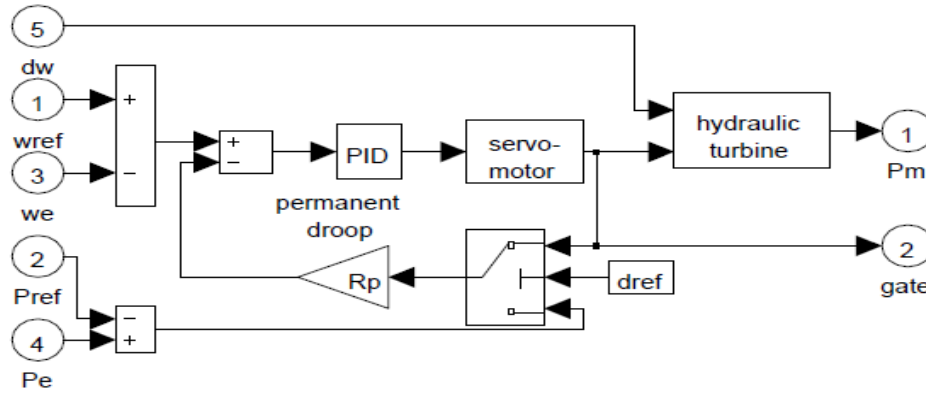 5
dw
1
wref
3
we
2
Pref
4
Pe
+
−
+
−
PID
permanent
droop
servo-
motor
hydraulic
turbine
1
Pm
Rp
dref
2
gate
−
+